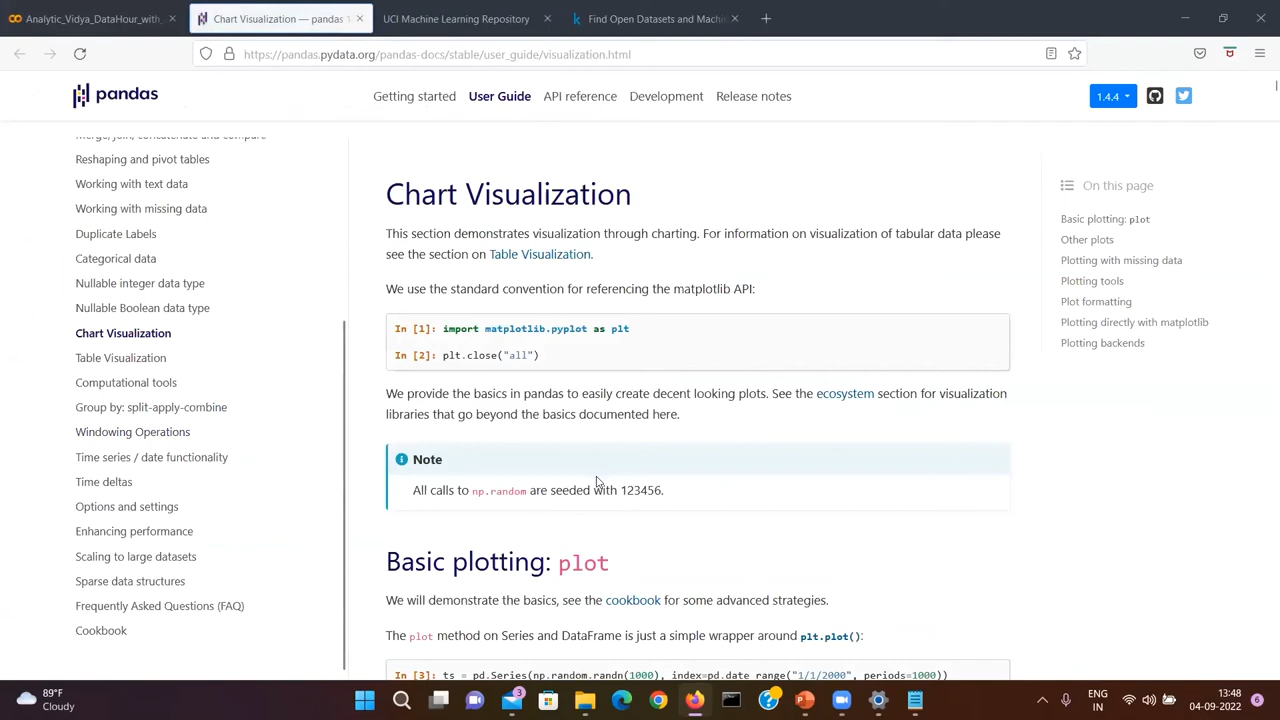 Analytic_Vidya_DataHour_with_
Chart Visualization — pandas 1
UCI Machine Learning Repository
Find Open Datasets and Machi
https://pandas.pydata.org/pandas-docs/stable/user_guide/visualization.html
pandas
Getting started
User Guide
API reference
Development
Release notes
1.4.4
Merge, join, concatenate and compare
Reshaping and pivot tables
Working with text data
Working with missing data
Duplicate Labels
Categorical data
Nullable integer data type
Nullable Boolean data type
Chart Visualization
Table Visualization
Computational tools
Group by: split-apply-combine
Windowing Operations
Time series / date functionality
Time deltas
Options and settings
Enhancing performance
Scaling to large datasets
Sparse data structures
Frequently Asked Questions (FAQ)
Cookbook
Chart Visualization
This section demonstrates visualization through charting. For information on visualization of tabular data please
see the section on Table Visualization.
We use the standard convention for referencing the matplotlib API:
In [1]: import matplotlib.pyplot as plt
In [2]: plt.close("all")
We provide the basics in pandas to easily create decent looking plots. See the ecosystem section for visualization
libraries that go beyond the basics documented here.
Note
All calls to np.random are seeded with 123456.
Basic plotting: plot
We will demonstrate the basics, see the cookbook for some advanced strategies.
The plot method on Series and DataFrame is just a simple wrapper around plt.plot():
In [3]: ts = pd.Series(np.random.randn(1000), index=pd.date_range("1/1/2000", periods=1000))
On this page
Basic plotting: plot
Other plots
Plotting with missing data
Plotting tools
Plot formatting
Plotting directly with matplotlib
Plotting backends
89°F
Cloudy
3
ENG
IN
13:48
04-09-2022
6